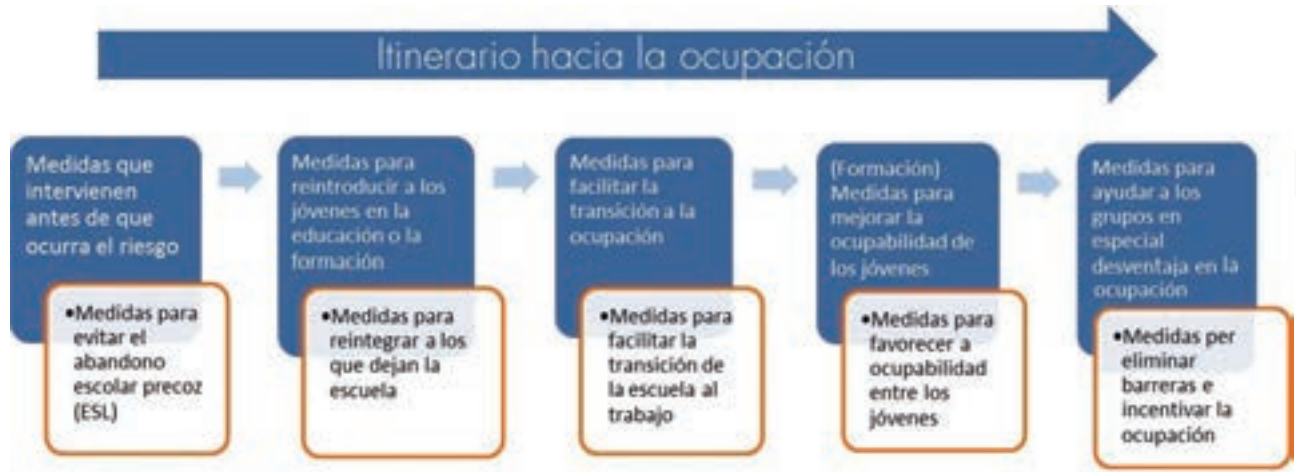 Itinerario hacia la ocupación
Medidas que
intervienen
antes de que
ocurra el riesgo
•Medidas para
evitar el
abandono
escolar precoz
(ESL)
Medidas para
reintroducir a los
jóvenes en la
educación o la
formación
•Medidas para
reintegrar a los
que dejan la
escuela
Medidas para
facilitar la
transición a la
ocupación
•Medidas para
facilitar la
transición de
la escuela al
trabajo
(Formación)
Medidas para
mejorar la
ocupabilidad de
los jóvenes
•Medidas para
favorecer a
ocupabilidad
entre los
jóvenes
Medidas para
ayudar a los
grupos en
especial
desventaja en la
ocupación
•Medidas per
eliminar
barreras e
incentivar la
ocupación